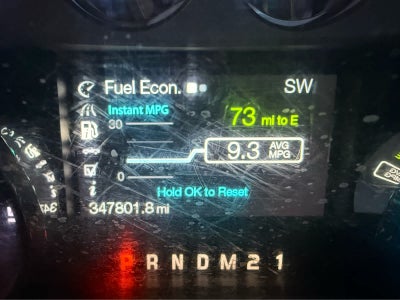 Fuel Econ.
SW
Instant MPG
30
73 mi to E
9.3 AVG MPG
0
Hold OK to Reset
347801.8 mi
P R N D M 2 1